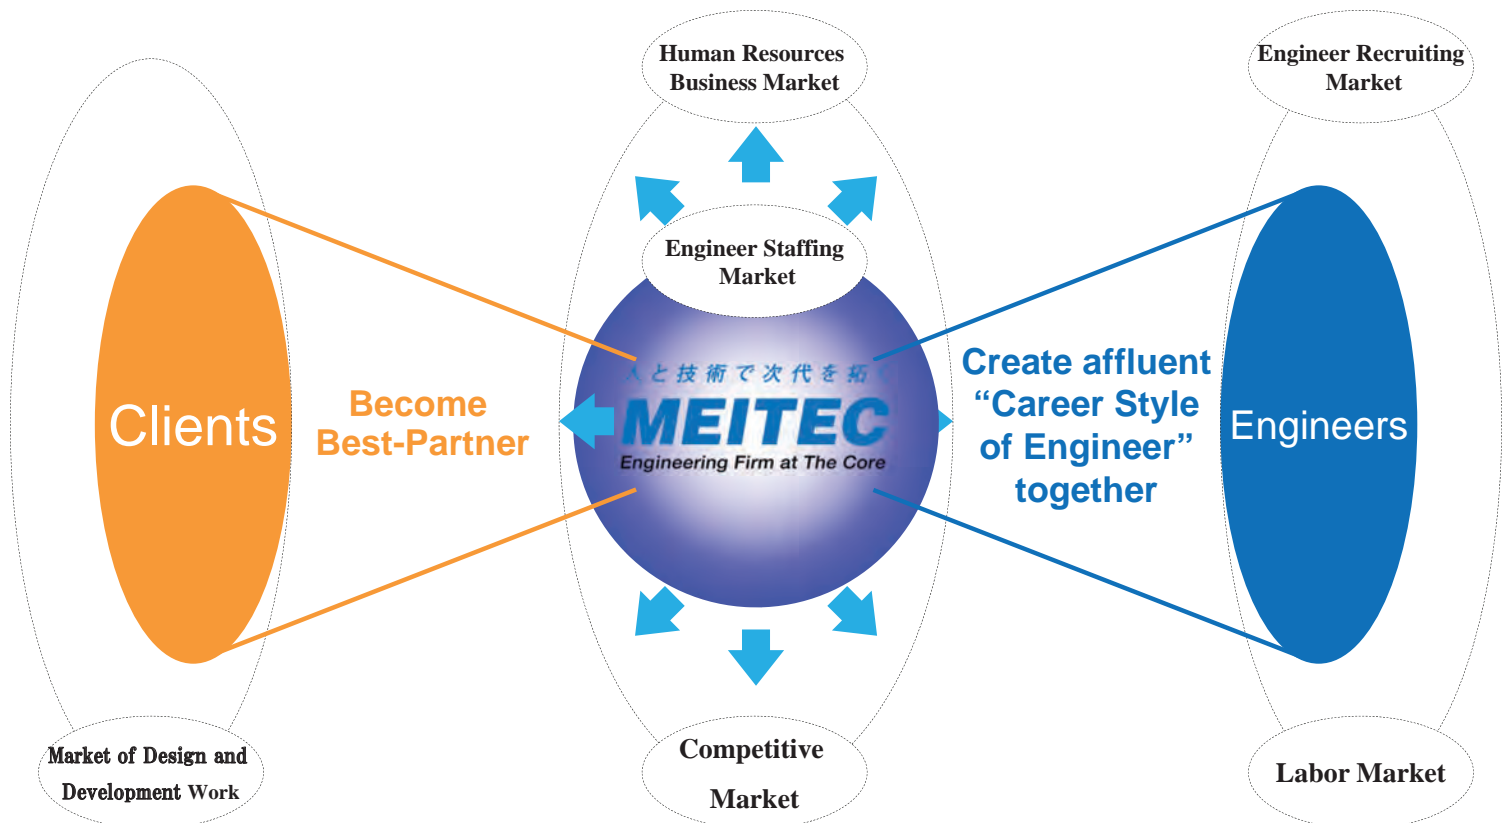 Human Resources
Business Market
Engineer Recruiting
Market
Engineer Staffing
Market
Clients
Become
Best-Partner
人と技術で次代を拓く
MEITEC
Engineering Firm at The Core
Create affluent
“Career Style
of Engineer”
together
Engineers
Market of Design and
Development Work
Competitive
Market
Labor Market